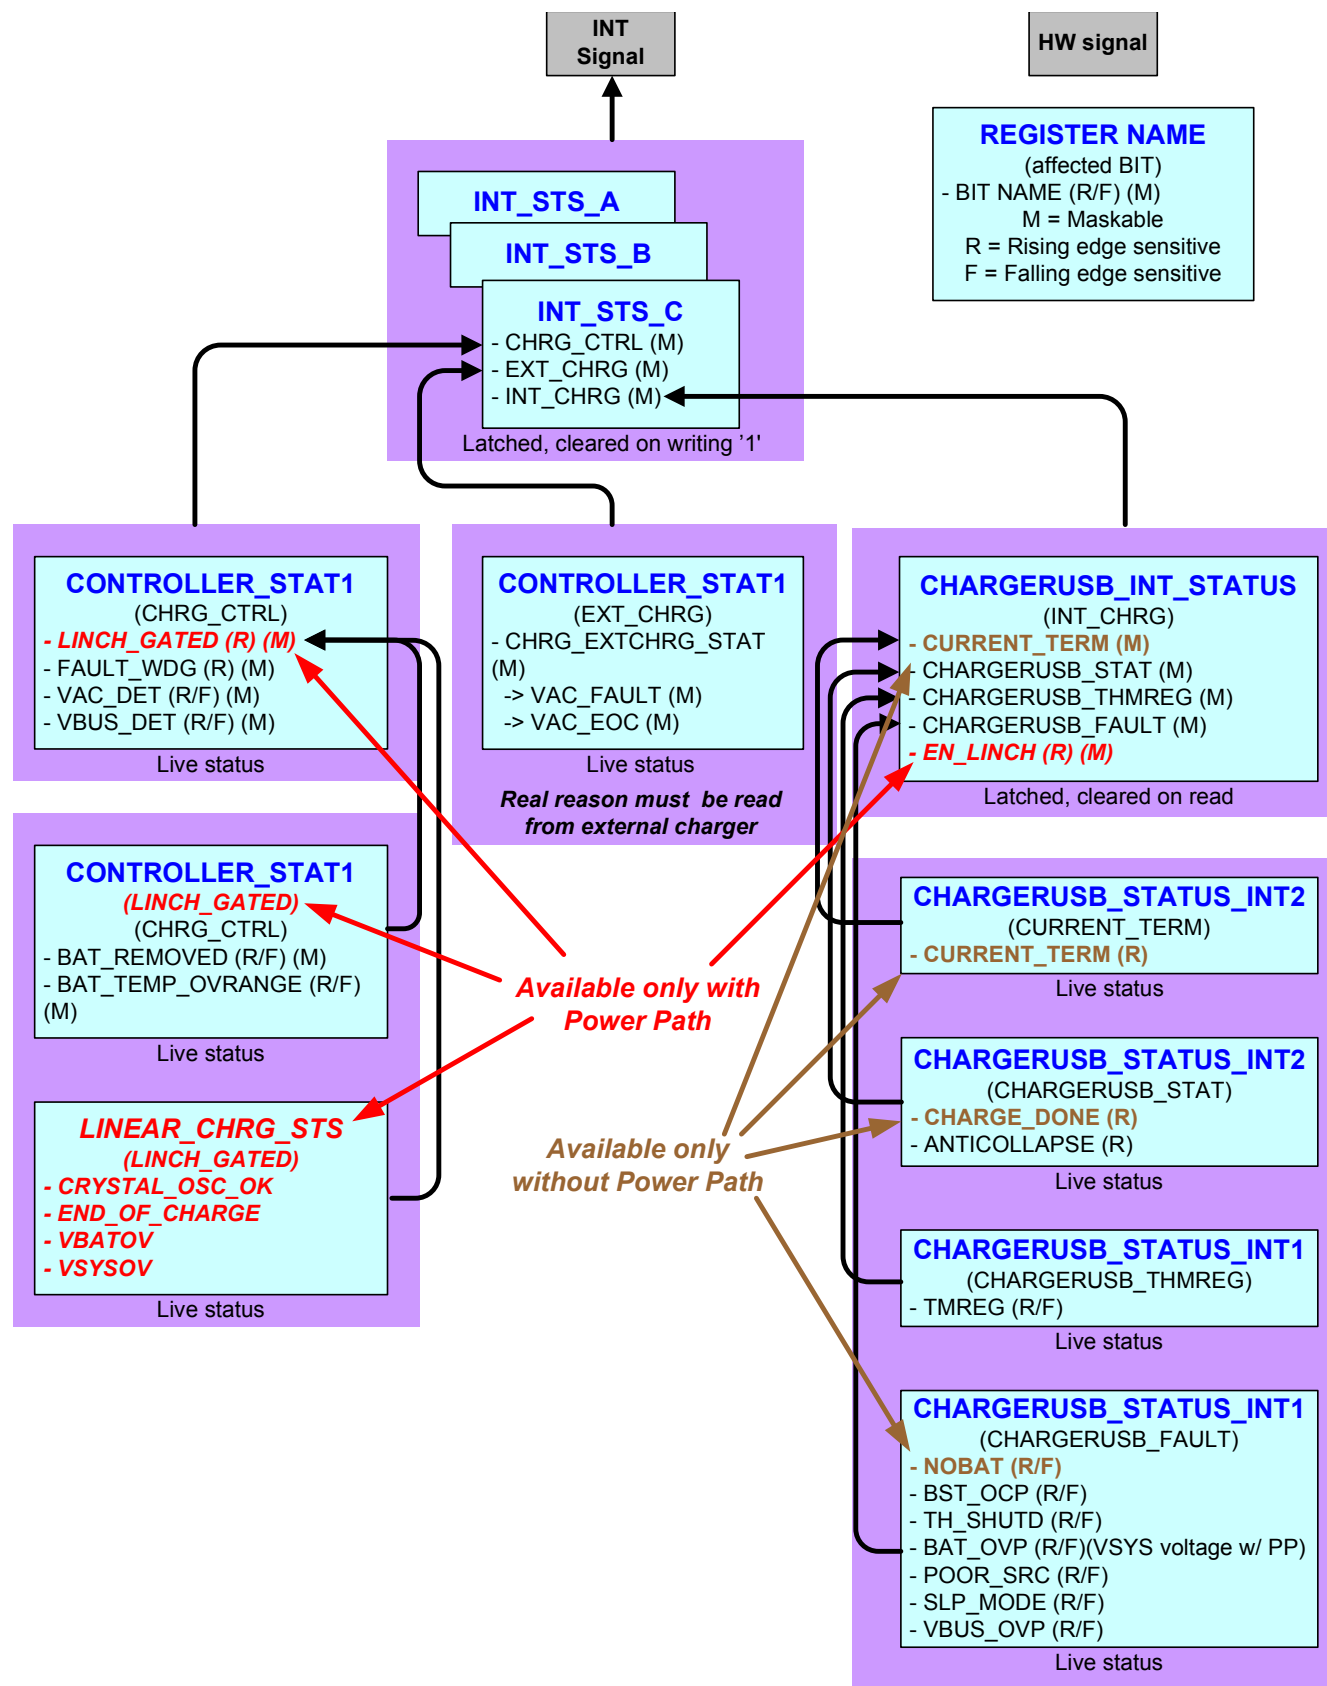 INT
Signal
HW signal
REGISTER NAME
(affected BIT)
- BIT NAME (R/F) (M)
M = Maskable
R = Rising edge sensitive
F = Falling edge sensitive
INT_STS_A
INT_STS_B
INT_STS_C
- CHRG_CTRL (M)
- EXT_CHRG (M)
- INT_CHRG (M)
Latched, cleared on writing '1'
CONTROLLER_STAT1
(CHRG_CTRL)
- LINCH_GATED (R) (M)
- FAULT_WDG (R) (M)
- VAC_DET (R/F) (M)
- VBUS_DET (R/F) (M)
Live status
CONTROLLER_STAT1
(EXT_CHRG)
- CHRG_EXTCHRG_STAT
(M)
-> VAC_FAULT (M)
-> VAC_EOC (M)
Live status
Real reason must be read
from external charger
CHARGERUSB_INT_STATUS
(INT_CHRG)
- CURRENT_TERM (M)
- CHARGERUSB_STAT (M)
- CHARGERUSB_THMREG (M)
- CHARGERUSB_FAULT (M)
- EN_LINCH (R) (M)
Latched, cleared on read
CONTROLLER_STAT1
(LINCH_GATED)
(CHRG_CTRL)
- BAT_REMOVED (R/F) (M)
- BAT_TEMP_OVRANGE (R/F)
(M)
Live status
LINEAR_CHRG_STS
(LINCH_GATED)
- CRYSTAL_OSC_OK
- END_OF_CHARGE
- VBATOV
- VSYSOV
Live status
Available only with
Power Path
Available only
without Power Path
CHARGERUSB_STATUS_INT2
(CURRENT_TERM)
- CURRENT_TERM (R)
Live status
CHARGERUSB_STATUS_INT2
(CHARGERUSB_STAT)
- CHARGE_DONE (R)
- ANTICOLLAPSE (R)
Live status
CHARGERUSB_STATUS_INT1
(CHARGERUSB_THMREG)
- TMREG (R/F)
Live status
CHARGERUSB_STATUS_INT1
(CHARGERUSB_FAULT)
- NOBAT (R/F)
- BST_OCP (R/F)
- TH_SHUTD (R/F)
- BAT_OVP (R/F)(VSYS voltage w/ PP)
- POOR_SRC (R/F)
- SLP_MODE (R/F)
- VBUS_OVP (R/F)
Live status